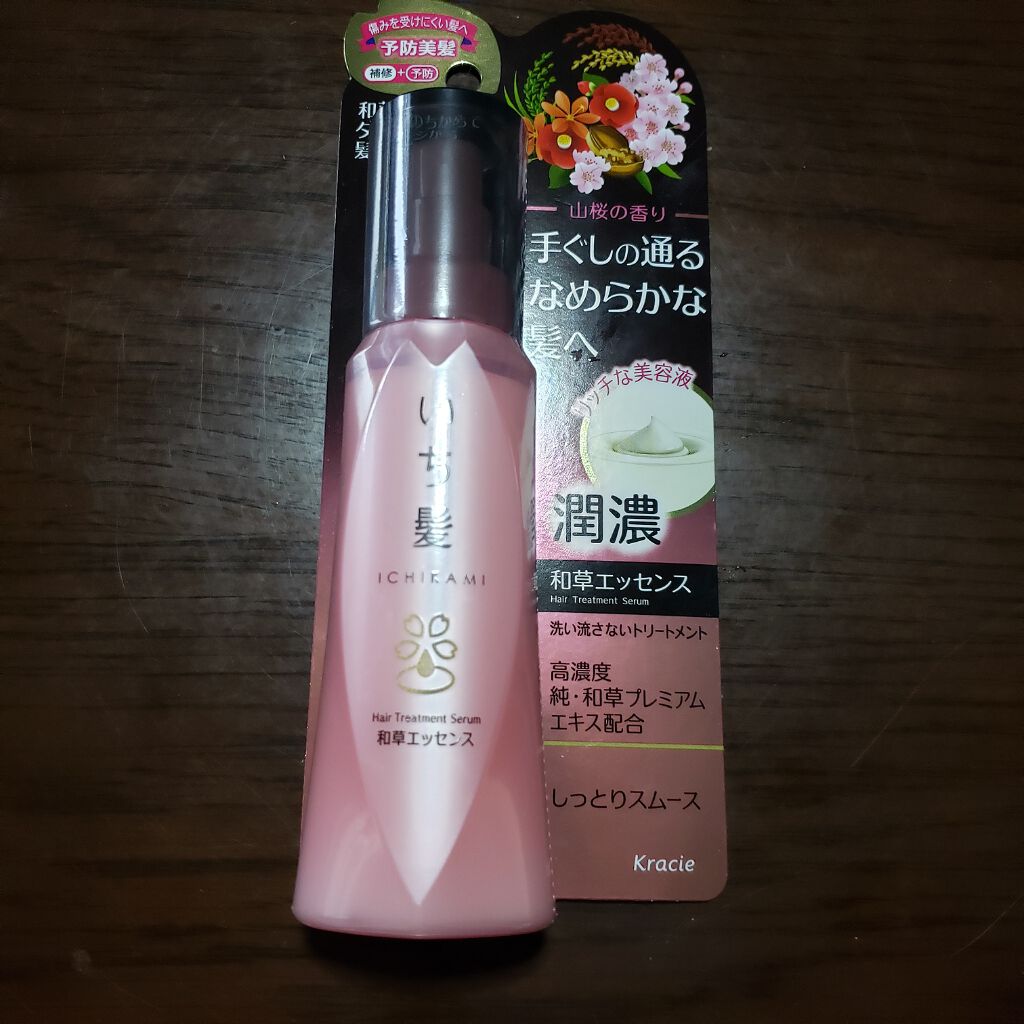 傷みを受けにくい髪へ
予防美髪
補修+予防
山桜の香り
手ぐしの通る
なめらかな
髪へ
リッチな美容液
潤濃
和草エッセンス
Hair Treatment Serum
洗い流さないトリートメント
高濃度
純・和草プレミアム
エキス配合
しっとりスムース
Kracie
いち髪
ICHIKAMI
Hair Treatment Serum
和草エッセンス